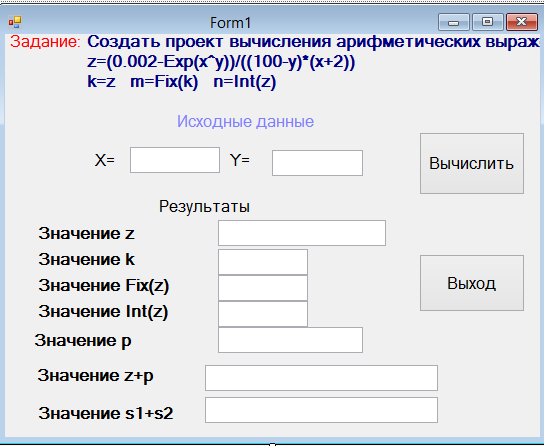 Form1
Задание: Создать проект вычисления арифметических выраж
z=(0.002-Exp(x^y))/((100-y)*(x+2))
k=z m=Fix(k) n=Int(z)
Исходные данные
X= Y=
Вычислить
Результаты
Значение z
Значение k
Значение Fix(z)
Выход
Значение Int(z)
Значение p
Значение z+p
Значение s1+s2